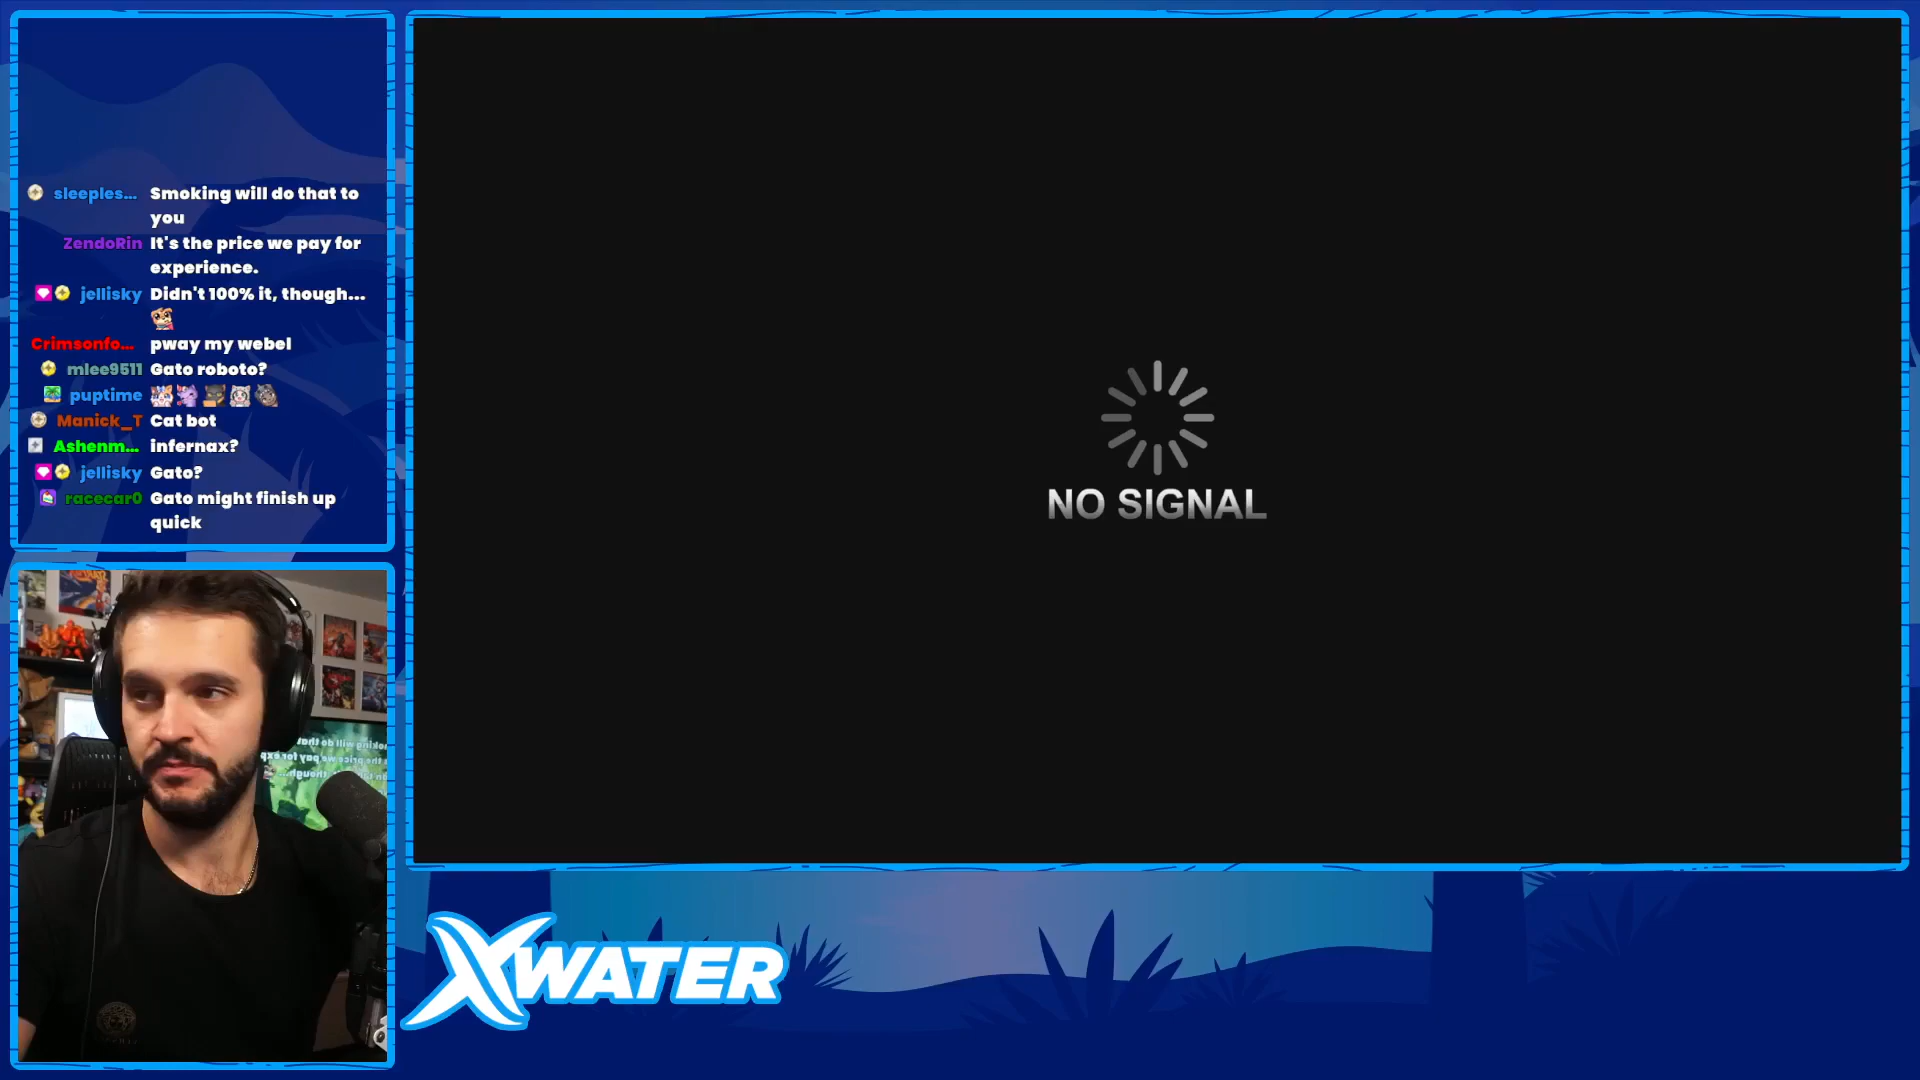 sleeples... Smoking will do that to
you
ZendoRin It's the price we pay for
experience.
jellisky Didn't 100% it, though...
Crimsonfo... pway my webel
mlee9511 Gato roboto?
puptime
Manick_T Cat bot
Ashenm... infernax?
jellisky Gato?
racecar0 Gato might finish up
quick
NO SIGNAL
XWATER